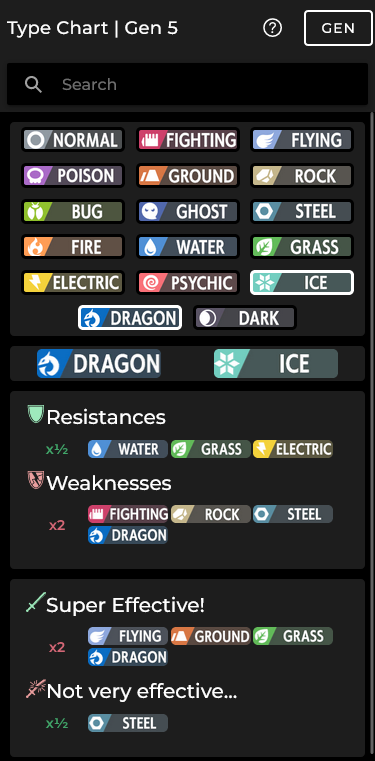 Type Chart | Gen 5
GEN
Search
NORMAL FIGHTING FLYING
POISON GROUND ROCK
BUG GHOST STEEL
FIRE WATER GRASS
ELECTRIC PSYCHIC ICE
DRAGON DARK
DRAGON ICE
Resistances
x½ WATER GRASS ELECTRIC
Weaknesses
x2 FIGHTING ROCK STEEL
DRAGON
Super Effective!
x2 FLYING GROUND GRASS
DRAGON
Not very effective...
x½ STEEL